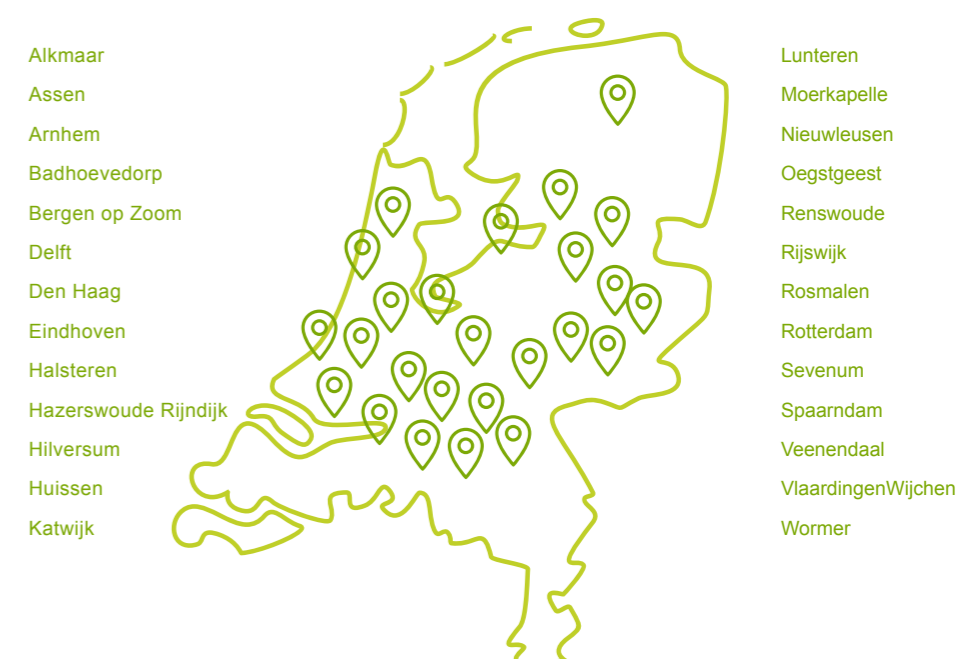 Alkmaar
Assen
Arnhem
Badhoevedorp
Bergen op Zoom
Delft
Den Haag
Eindhoven
Halsteren
Hazerswoude Rijndijk
Hilversum
Huissen
Katwijk
Lunteren
Moerkapelle
Nieuwleusen
Oegstgeest
Renswoude
Rijswijk
Rosmalen
Rotterdam
Sevenum
Spaarndam
Veenendaal
VlaardingenWijchen
Wormer